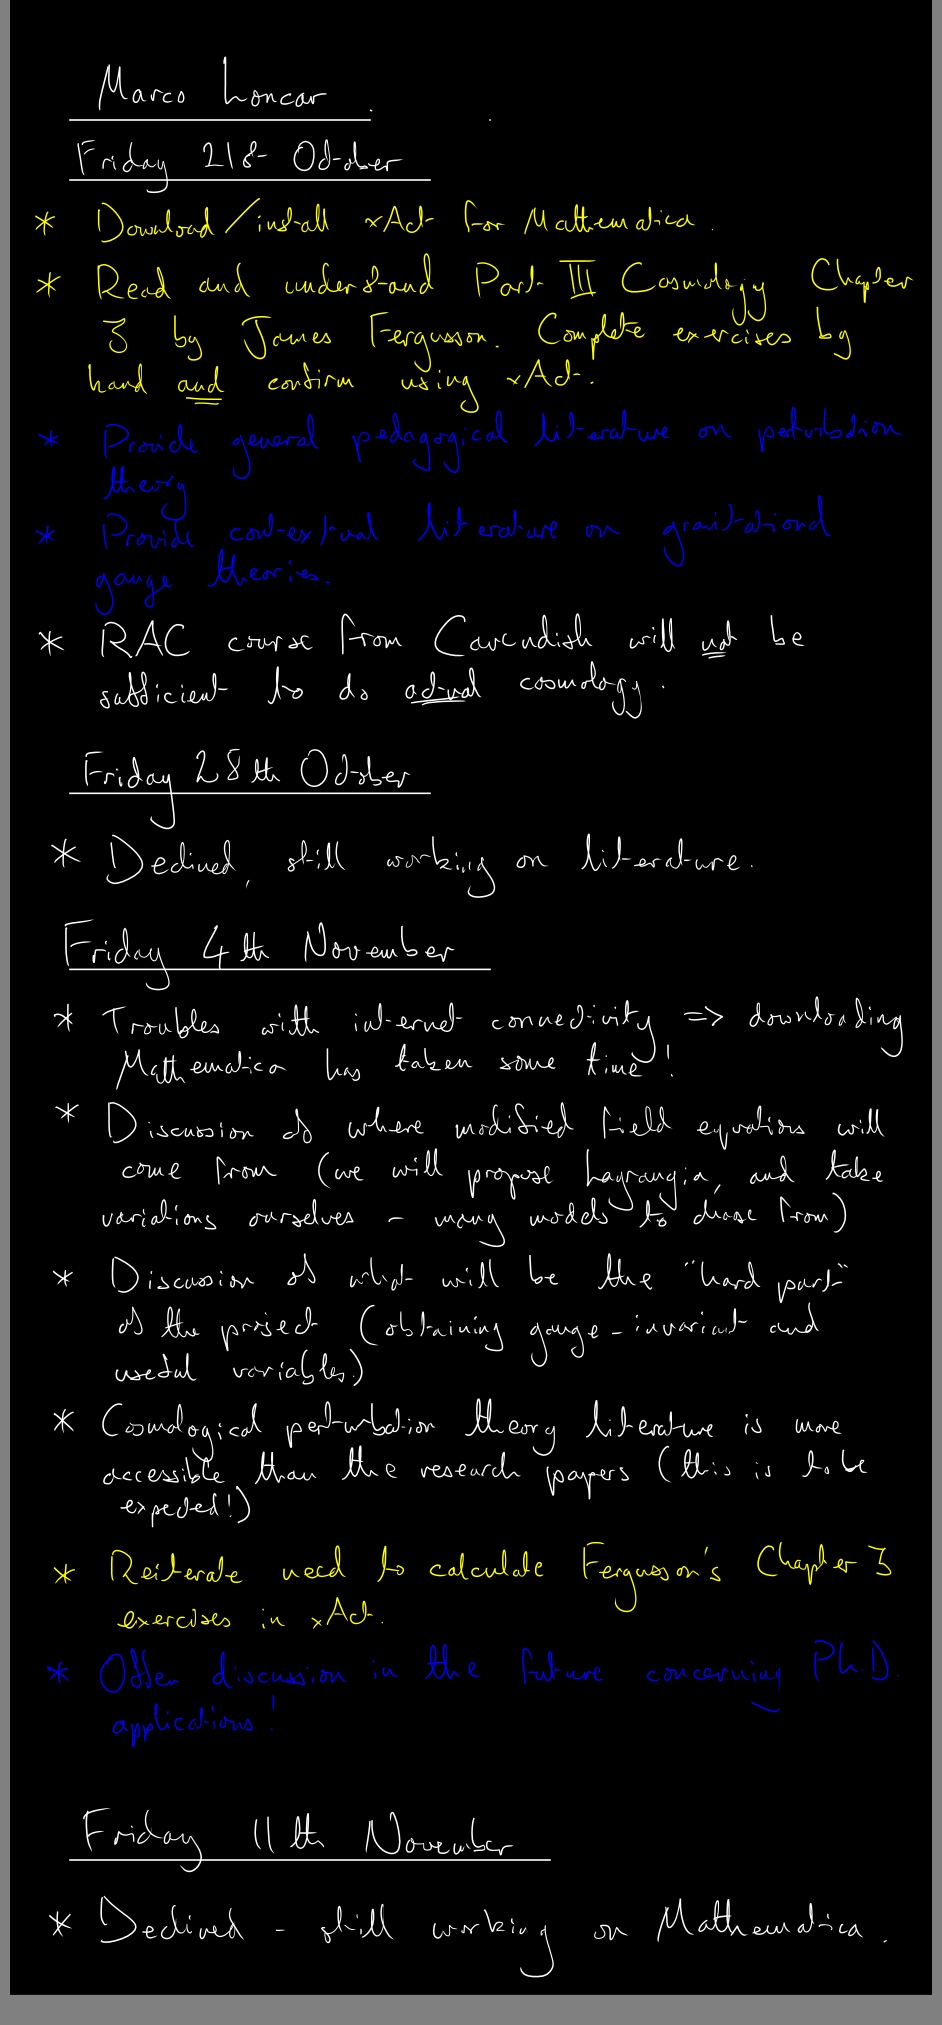 Marco Loncar
Friday 21st October
* Download/install xAct for Mathematica.
* Read and understand Part III Cosmology Chapter
3 by James Fergusson. Complete exercises by
hand and confirm using xAct.
* Provide general pedagogical literature on perturbation
theory
* Provide contextual literature on gravitational
gauge theories.
* RAC course from Cavendish will not be
sufficient to do actual cosmology.
Friday 28th October
* Declined, still working on literature.
Friday 4th November
* Troubles with internet connectivity => downloading
Mathematica has taken some time!
* Discussion of where modified field equations will
come from (we will propose Lagrangia, and take
variations ourselves - many models to choose from)
* Discussion of what will be the "hard part"
of the project (obtaining gauge-invariant and
useful variables.)
* Cosmological perturbation theory literature is more
accessible than the research papers (this is to be
expected!)
* Reiterate need to calculate Fergusson's Chapter 3
exercises in xAct.
* Offer discussion in the future concerning Ph.D.
applications!
Friday 11th November
* Declined - still working on Mathematica.